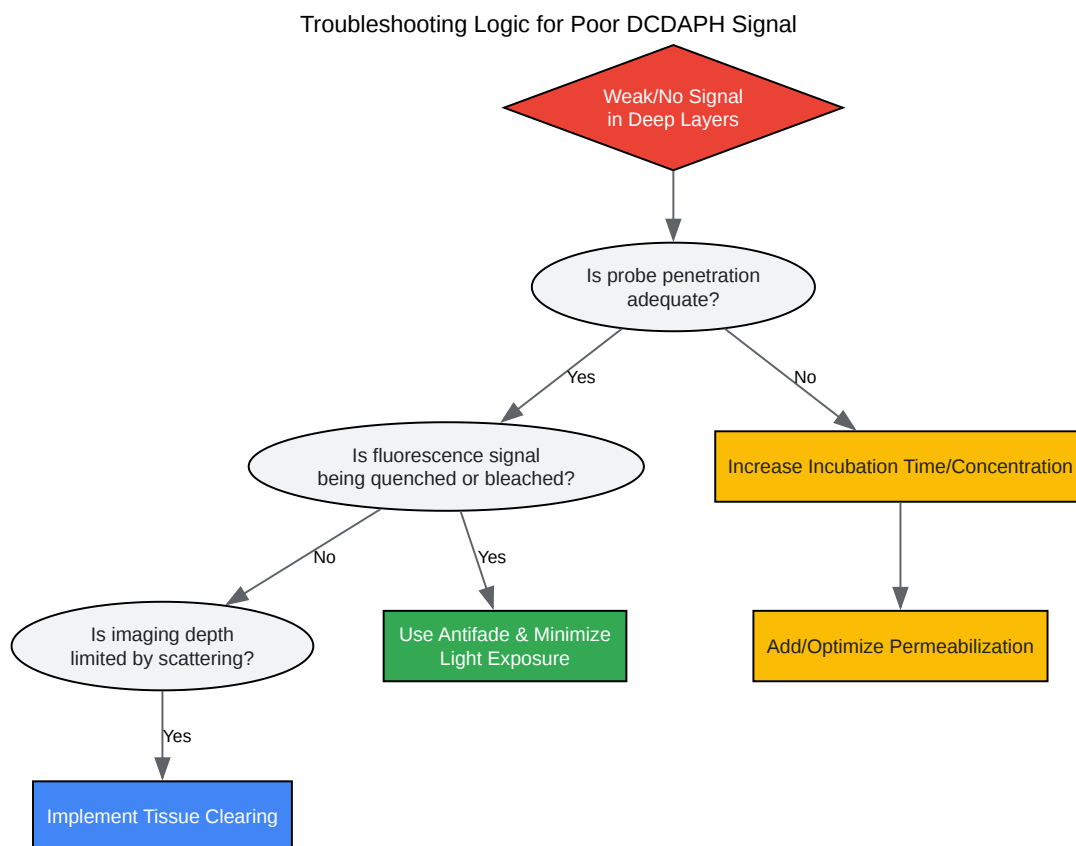 Troubleshooting Logic for Poor DCDAPH Signal
Weak/No Signal
in Deep Layers
Is probe penetration
adequate?
Yes
No
Is fluorescence signal
being quenched or bleached?
Increase Incubation Time/Concentration
No
Yes
Is imaging depth
limited by scattering?
Use Antifade & Minimize
Light Exposure
Add/Optimize Permeabilization
Yes
Implement Tissue Clearing